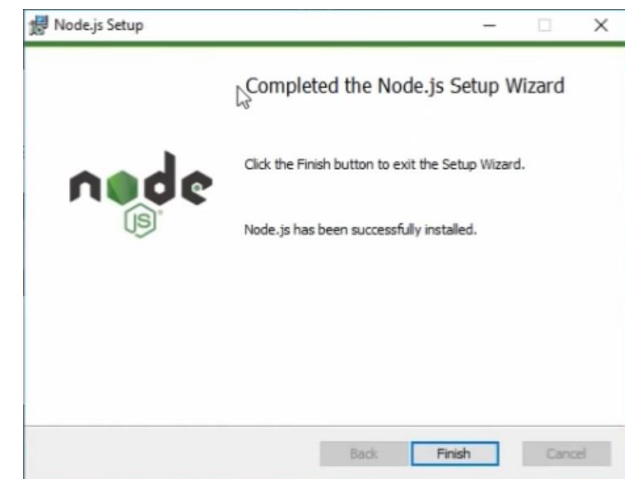 Node.js Setup
Completed the Node.js Setup Wizard
Click the Finish button to exit the Setup Wizard.
node
JS
Node.js has been successfully installed.
Back Finish Cancel